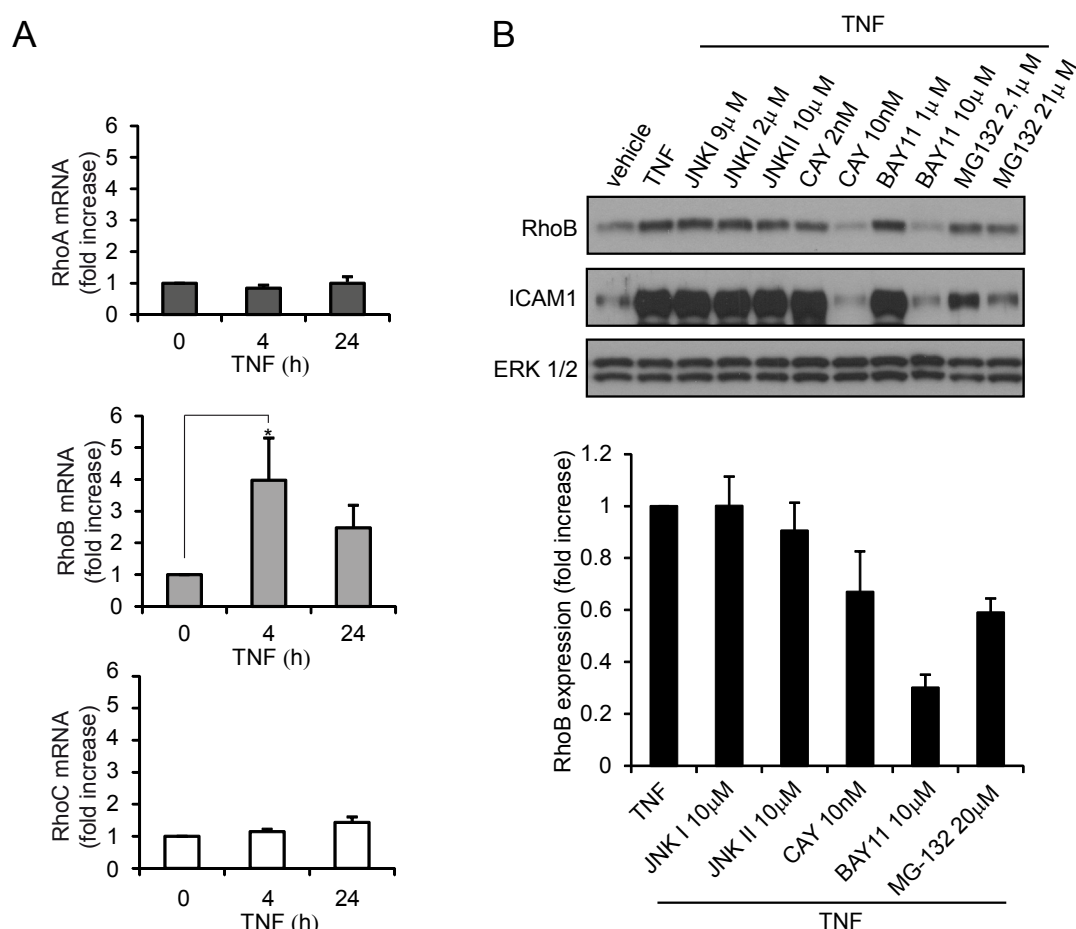 A
RhoA mRNA
(fold increase)
6
5
4
3
2
1
0
0 4 24
TNF (h)
RhoB mRNA
(fold increase)
6
5
4
3
2
1
0
*
0 4 24
TNF (h)
RhoC mRNA
(fold increase)
6
5
4
3
2
1
0
0 4 24
TNF (h)
B
TNF
vehicle
TNF
JNKI 9μ M
JNKII 2μ M
JNKII 10μ M
CAY 2nM
CAY 10nM
BAY11 1μ M
BAY11 10μ M
MG132 2,1μ M
MG132 21μ M
RhoB
ICAM1
ERK 1/2
RhoB expression (fold increase)
1.2
1
0.8
0.6
0.4
0.2
0
TNF
JNK I 10μM
JNK II 10μM
CAY 10nM
BAY11 10μM
MG-132 20μM
TNF